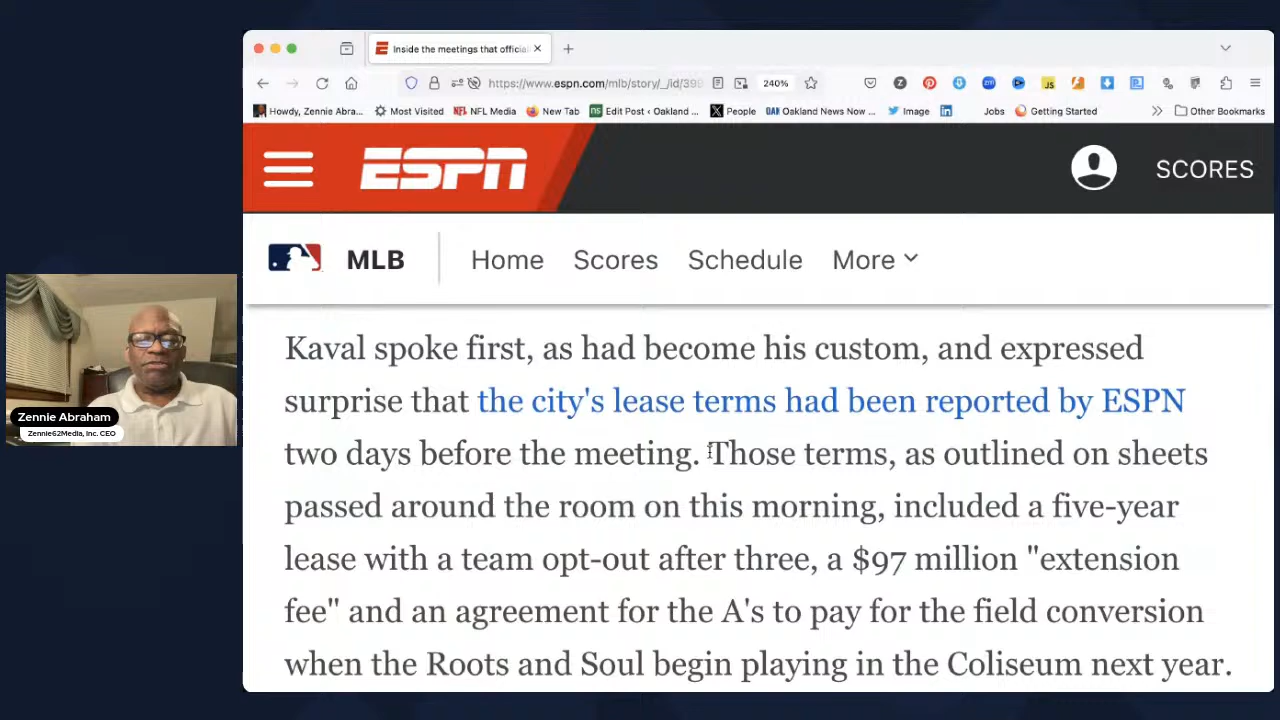 Inside the meetings that officia
https://www.espn.com/mlb/story/_/id/399
240%
Howdy, Zennie Abra...
Most Visited
NFL Media
New Tab
Edit Post ‹ Oakland ...
People
Oakland News Now ...
Image
Jobs
Getting Started
Other Bookmarks
ESPN
SCORES
MLB
Home
Scores
Schedule
More
Kaval spoke first, as had become his custom, and expressed
surprise that the city's lease terms had been reported by ESPN
two days before the meeting. Those terms, as outlined on sheets
passed around the room on this morning, included a five-year
lease with a team opt-out after three, a $97 million "extension
fee" and an agreement for the A's to pay for the field conversion
when the Roots and Soul begin playing in the Coliseum next year.
Zennie Abraham
Zennie62Media, Inc. CEO